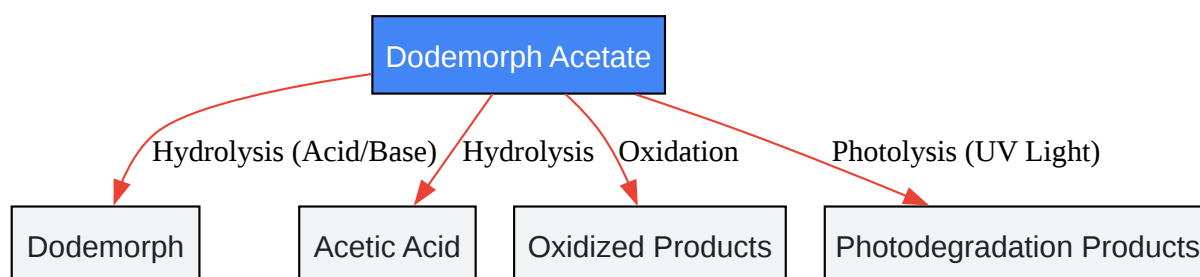 Dodemorph Acetate
Hydrolysis (Acid/Base)
Hydrolysis
Oxidation
Photolysis (UV Light)
Dodemorph
Acetic Acid
Oxidized Products
Photodegradation Products